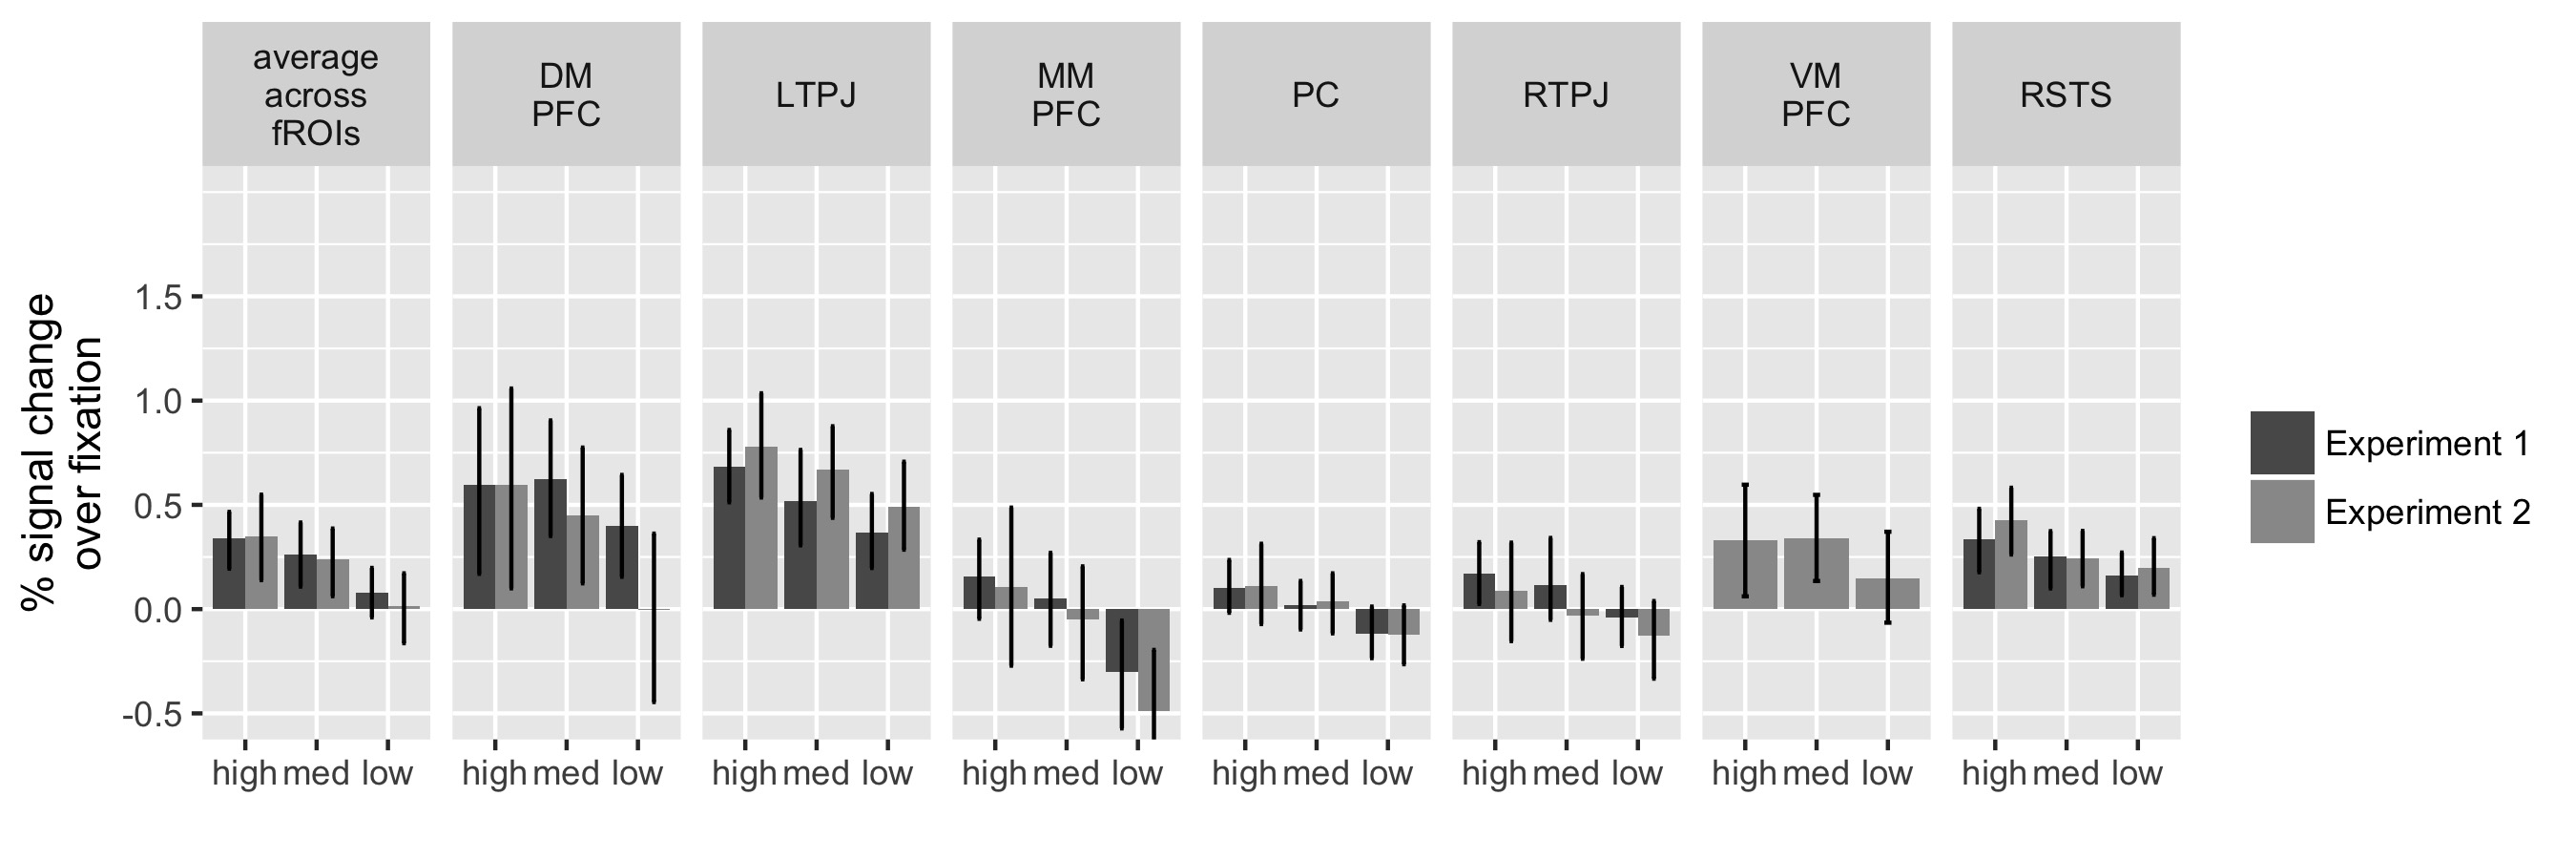 average
across
fROIs
DM
PFC
LTPJ
MM
PFC
PC
RTPJ
VM
PFC
RSTS
% signal change
over fixation
1.5
1.0
0.5
0.0
-0.5
high med low
high med low
high med low
high med low
high med low
high med low
high med low
high med low
Experiment 1
Experiment 2